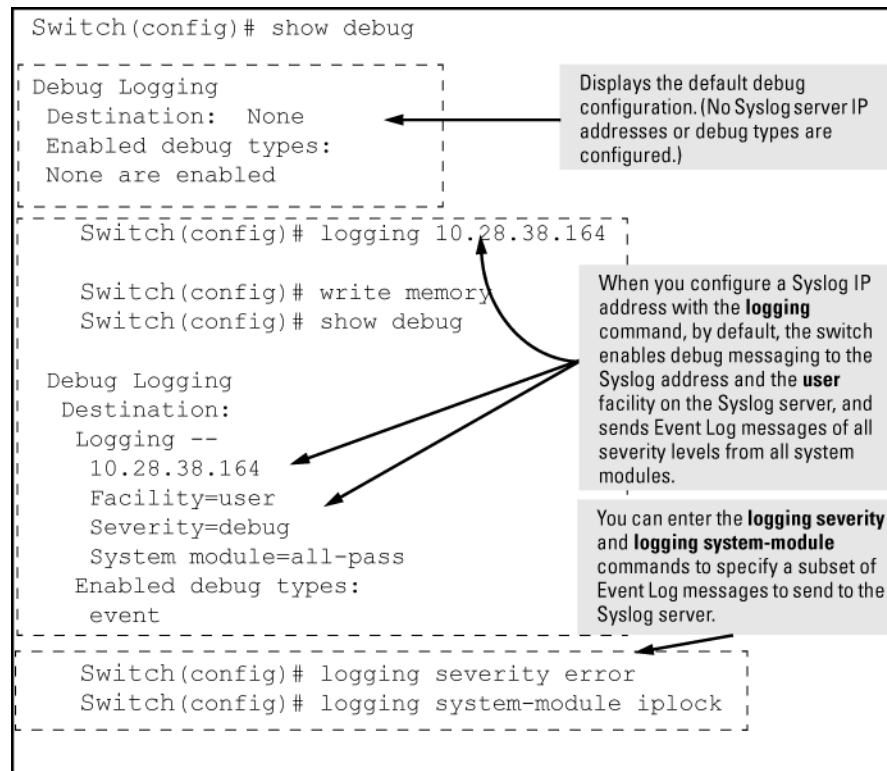 Switch(config)# show debug
Debug Logging
Destination: None
Enabled debug types:
None are enabled
Displays the default debug
configuration. (No Syslog server IP
addresses or debug types are
configured.)
Switch(config)# logging 10.28.38.164
Switch(config)# write memory
Switch(config)# show debug
Debug Logging
Destination:
Logging --
10.28.38.164
Facility=user
Severity=debug
System module=all-pass
Enabled debug types:
event
When you configure a Syslog IP
address with the logging
command, by default, the switch
enables debug messaging to the
Syslog address and the user
facility on the Syslog server, and
sends Event Log messages of all
severity levels from all system
modules.
You can enter the logging severity
and logging system-module
commands to specify a subset of
Event Log messages to send to the
Syslog server.
Switch(config)# logging severity error
Switch(config)# logging system-module iplock